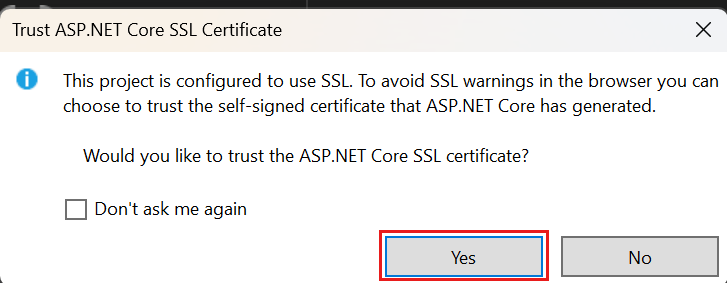 Trust ASP.NET Core SSL Certificate
This project is configured to use SSL. To avoid SSL warnings in the browser you can
choose to trust the self-signed certificate that ASP.NET Core has generated.
Would you like to trust the ASP.NET Core SSL certificate?
Don't ask me again
Yes
No